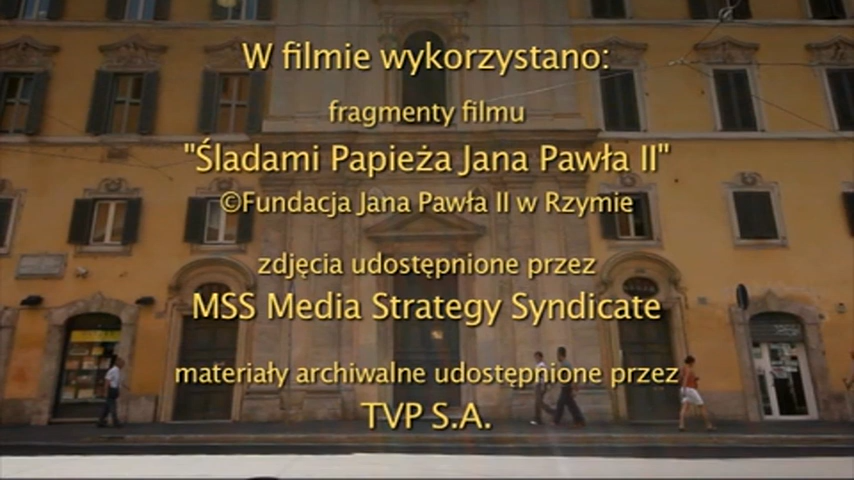 W filmie wykorzystano:
fragmenty filmu
"Śladami Papieża Jana Pawła II"
©Fundacja Jana Pawła II w Rzymie
zdjęcia udostępnione przez
MSS Media Strategy Syndicate
materiały archiwalne udostępnione przez
TVP S.A.